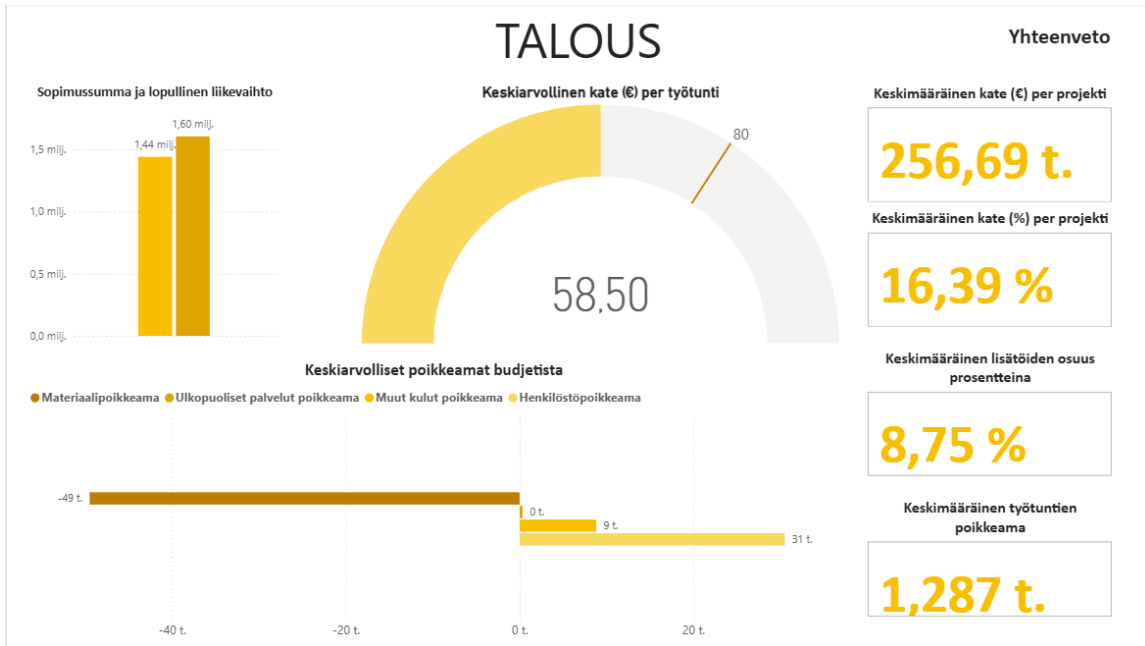 TALOUS
Yhteenveto
Sopimussumma ja lopullinen liikevaihto
1,60 milj.
1,44 milj.
1,5 milj.
1,0 milj.
0,5 milj.
0,0 milj.
Keskiarvollinen kate (€) per työtunti
80
58,50
Keskimääräinen kate (€) per projekti
256,69 t.
Keskimääräinen kate (%) per projekti
16,39 %
Keskimääräinen lisätöiden osuus
prosentteina
8,75 %
Keskimääräinen työtuntien
poikkeama
1,287 t.
Keskiarvolliset poikkeamat budjetista
Materiaalipoikkeama Ulkopuoliset palvelut poikkeama Muut kulut poikkeama Henkilöstöpoikkeama
-49 t.
0 t.
9 t.
31 t.
-40 t. -20 t. 0 t. 20 t.